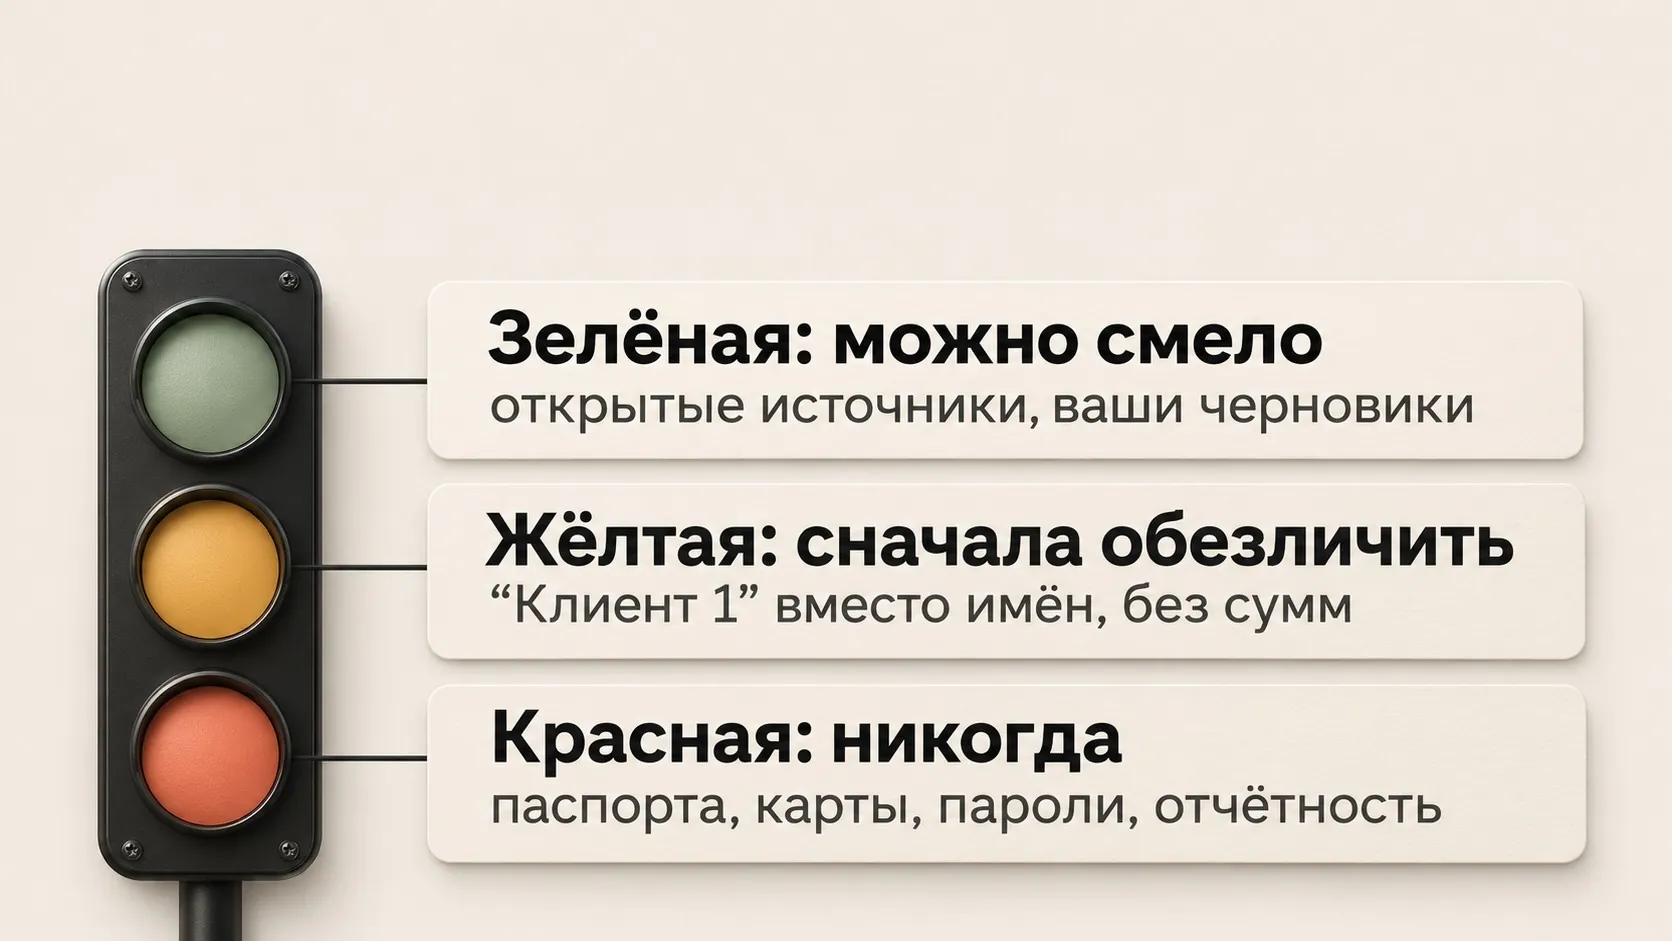 Зелёная: можно смело
открытые источники, ваши черновики
Жёлтая: сначала обезличить
“Клиент 1” вместо имён, без сумм
Красная: никогда
паспорта, карты, пароли, отчётность